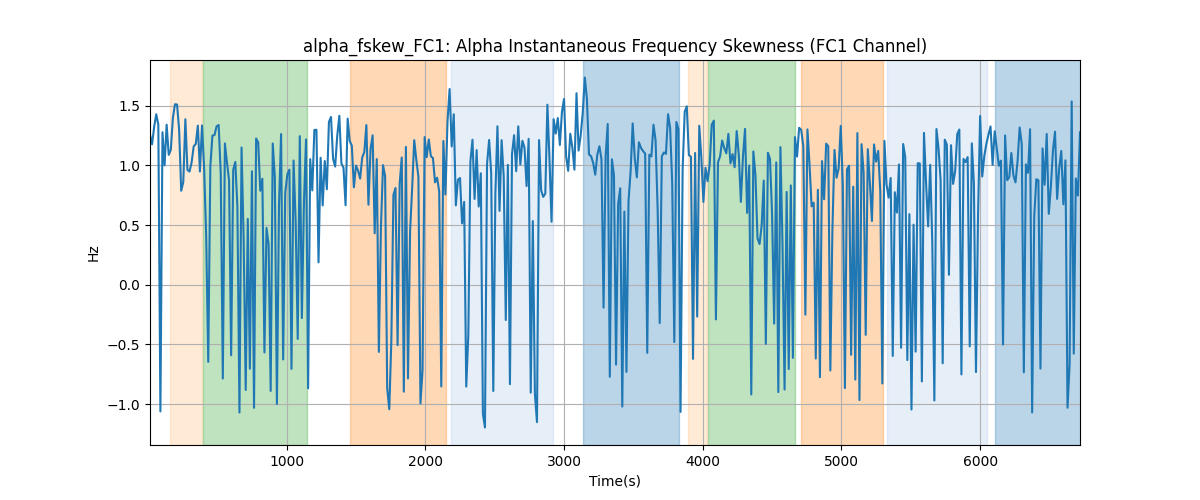 alpha_fskew_FC1: Alpha Instantaneous Frequency Skewness (FC1 Channel)
1.5
1.0
0.5
0.0
−0.5
−1.0
Hz
1000 2000 3000 4000 5000 6000
Time(s)